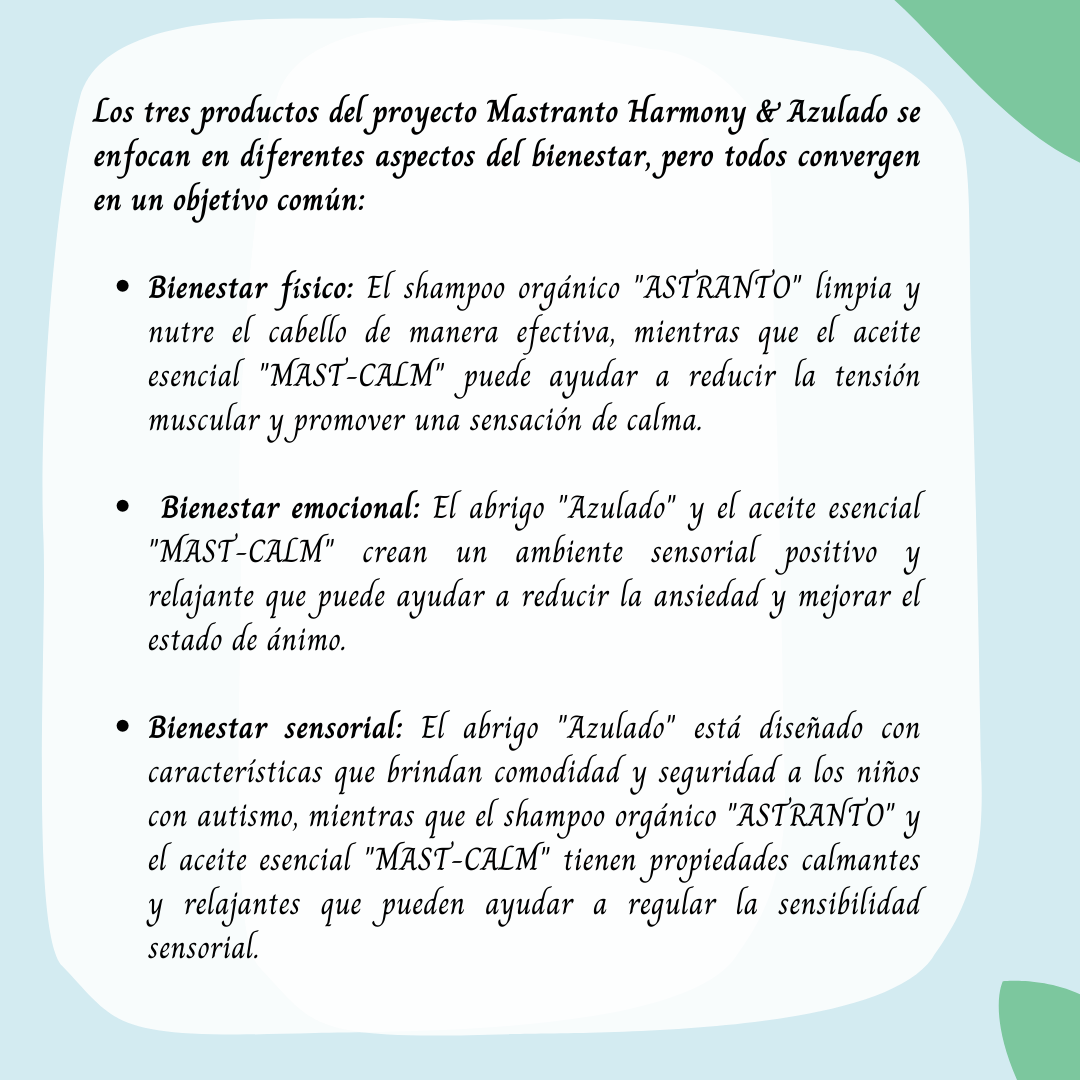 Los tres productos del proyecto Mastranto Harmony & Azulado se
enfocan en diferentes aspectos del bienestar, pero todos convergen
en un objetivo común:
• Bienestar físico: El shampoo orgánico "ASTRANTO" limpia y
nutre el cabello de manera efectiva, mientras que el aceite
esencial "MAST-CALM" puede ayudar a reducir la tensión
muscular y promover una sensación de calma.
• Bienestar emocional: El abrigo "Azulado" y el aceite esencial
"MAST-CALM" crean un ambiente sensorial positivo y
relajante que puede ayudar a reducir la ansiedad y mejorar el
estado de ánimo.
• Bienestar sensorial: El abrigo "Azulado" está diseñado con
características que brindan comodidad y seguridad a los niños
con autismo, mientras que el shampoo orgánico "ASTRANTO" y
el aceite esencial "MAST-CALM" tienen propiedades calmantes
y relajantes que pueden ayudar a regular la sensibilidad
sensorial.